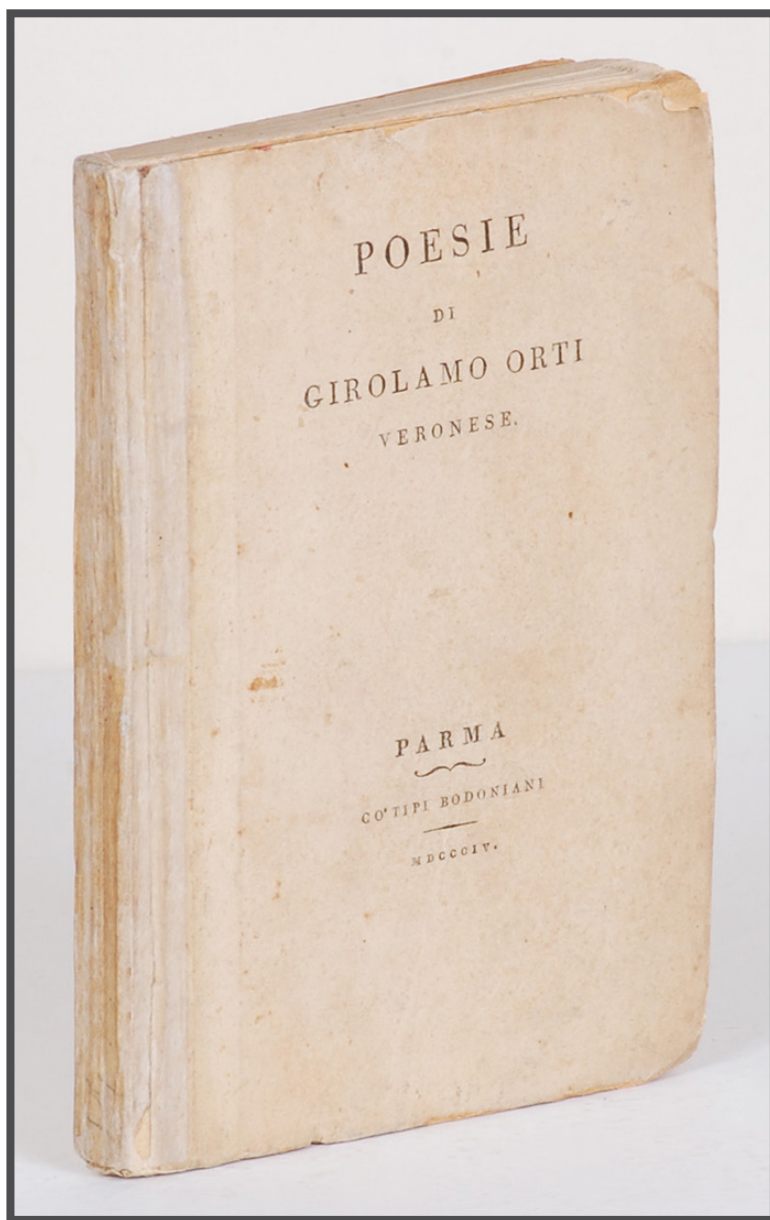 POESIE
DI
GIROLAMO ORTI
VERONESE.
PARMA
CO' TIPI BODONIANI
MDCCCIV.